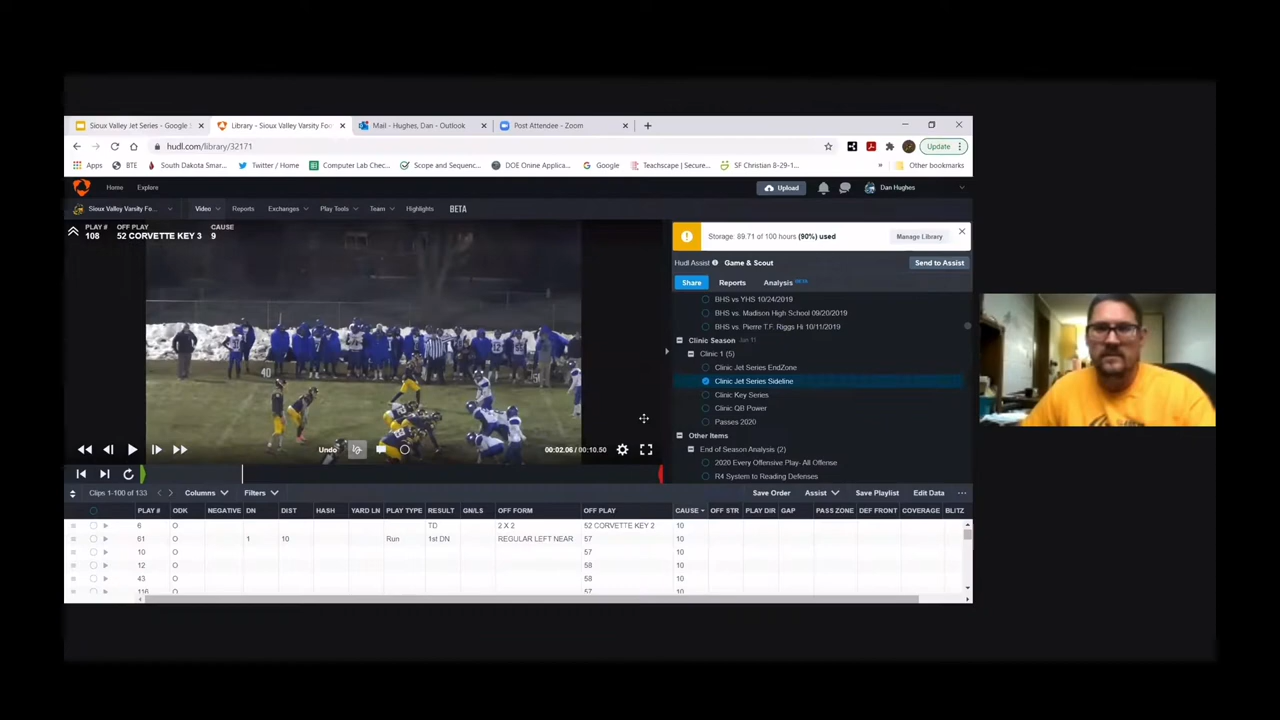 Sioux Valley Jet Series - Google
Library - Sioux Valley Varsity Foo
Mail - Hughes, Dan - Outlook
Post Attendee - Zoom
hudl.com/library/32171
Update
Apps
BTE
South Dakota Smar...
Twitter / Home
Computer Lab Chec...
Scope and Sequenc...
DOE Onine Applica...
Google
Teachscape | Secure...
SF Christian 8-29-1...
»
Other bookmarks
Home
Explore
Upload
Dan Hughes
Sioux Valley Varsity Fo...
Video
Reports
Exchanges
Play Tools
Team
Highlights
BETA
PLAY # OFF PLAY CAUSE
108 52 CORVETTE KEY 3 9
40
Undo
00:02.06 / 00:10.50
Storage: 89.71 of 100 hours (90%) used
Manage Library
Hudl Assist
Game & Scout
Send to Assist
Share
Reports
Analysis BETA
BHS vs YHS 10/24/2019
BHS vs. Madison High School 09/20/2019
BHS vs. Pierre T.F. Riggs Hi 10/11/2019
Clinic Season Jan 11
Clinic 1 (5)
Clinic Jet Series EndZone
Clinic Jet Series Sideline
Clinic Key Series
Clinic QB Power
Passes 2020
Other Items
End of Season Analysis (2)
2020 Every Offensive Play- All Offense
R4 System to Reading Defenses
Clips 1-100 of 133
Columns
Filters
Save Order
Assist
Save Playlist
Edit Data
PLAY # ODK NEGATIVE DN DIST HASH YARD LN PLAY TYPE RESULT GN/LS OFF FORM OFF PLAY CAUSE OFF STR PLAY DIR GAP PASS ZONE DEF FRONT COVERAGE BLITZ
6 O TD 2 X 2 52 CORVETTE KEY 2 10
61 O 1 10 Run 1st DN REGULAR LEFT NEAR 57 10
10 O 57 10
12 O 58 10
43 O 58 10
116 O 57 10